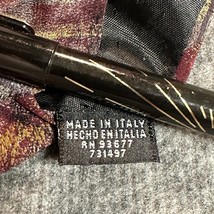 MADE IN ITALY
HECHO EN ITALIA
RN 93677
731497